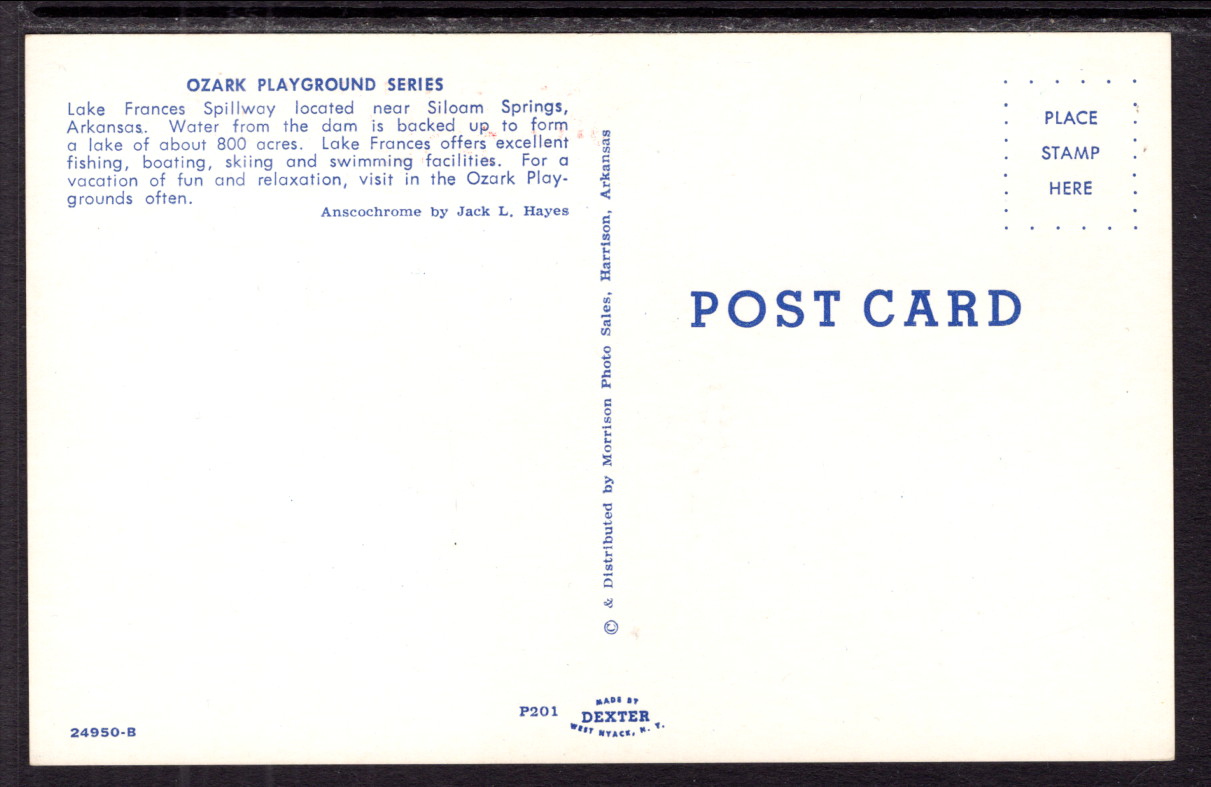 OZARK PLAYGROUND SERIES
Lake Frances Spillway located near Siloam Springs,
Arkansas. Water from the dam is backed up to form
a lake of about 800 acres. Lake Frances offers excellent
fishing, boating, skiing and swimming facilities. For a
vacation of fun and relaxation, visit in the Ozark Play-
grounds often.
Anscochrome by Jack L. Hayes
© & Distributed by Morrison Photo Sales, Harrison, Arkansas
PLACE
STAMP
HERE
POST CARD
24950-B
P201
MADE BY
DEXTER
WEST NYACK, N. Y.